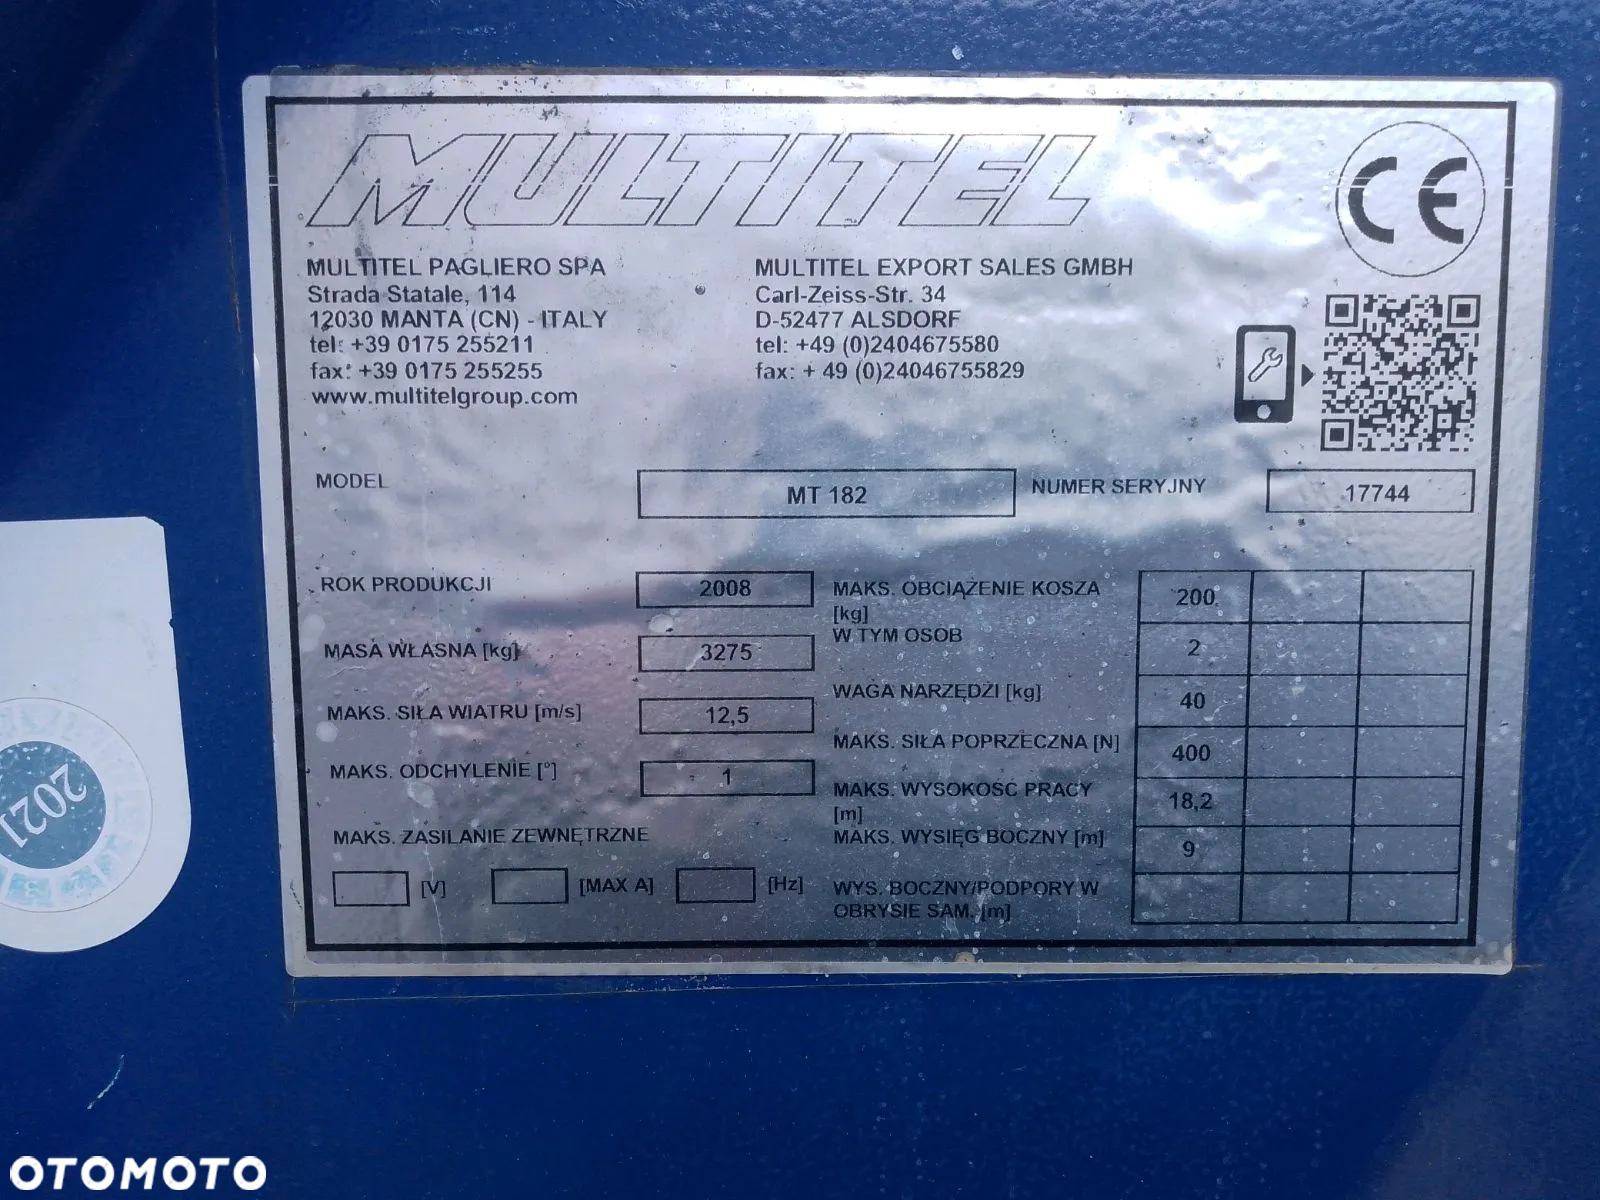 MULTITEL
CE
MULTITEL PAGLIERO SPA
Strada Statale, 114
12030 MANTA (CN) - ITALY
tel: +39 0175 255211
fax: +39 0175 255255
www.multitelgroup.com
MULTITEL EXPORT SALES GMBH
Carl-Zeiss-Str. 34
D-52477 ALSDORF
tel: +49 (0)2404675580
fax: + 49 (0)24046755829
MODEL MT 182 NUMER SERYJNY 17744
ROK PRODUKCJI 2008
MASA WŁASNA [kg] 3275
MAKS. SIŁA WIATRU [m/s] 12,5
MAKS. ODCHYLENIE [°] 1
MAKS. ZASILANIE ZEWNĘTRZNE
[V] [MAX A] [Hz]
MAKS. OBCIĄŻENIE KOSZA 200
[kg]
W TYM OSOB 2
WAGA NARZĘDZI [kg] 40
MAKS. SIŁA POPRZECZNA [N] 400
MAKS. WYSOKOŚC PRACY 18,2
[m]
MAKS. WYSIĘG BOCZNY [m] 9
WYS. BOCZNY/PODPORY W
OBRYSIE SAM. [m]
2021
OTOMOTO